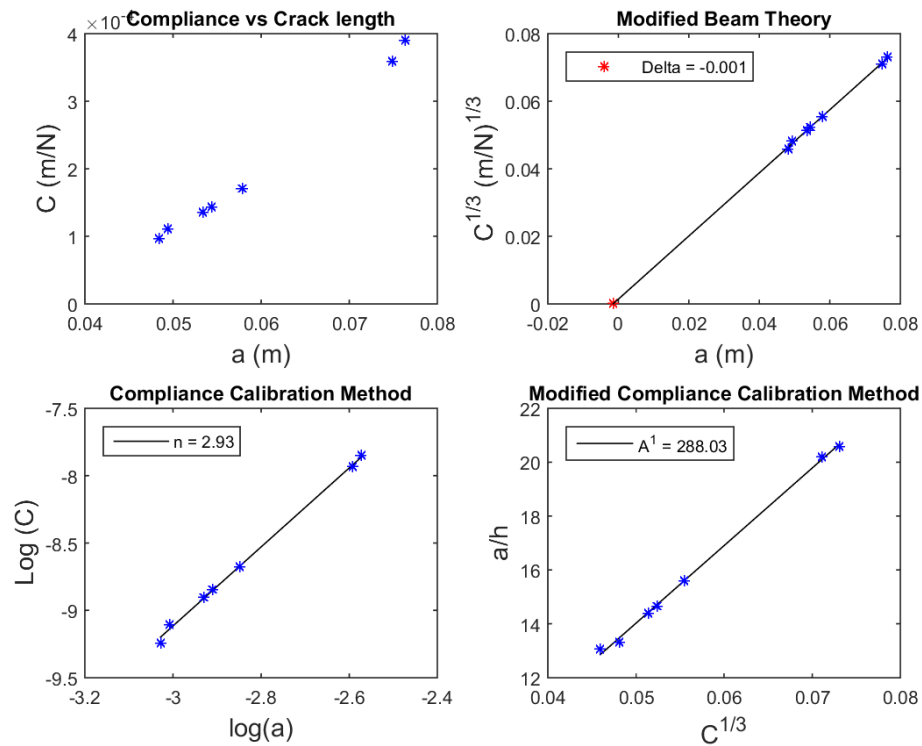 Compliance vs Crack length
×10⁻
4
3
2
1
0
C (m/N)
0.04 0.05 0.06 0.07 0.08
a (m)
Modified Beam Theory
Delta = -0.001
0.08
0.06
0.04
0.02
0
C^{1/3} (m/N)^{1/3}
-0.02 0 0.02 0.04 0.06 0.08
a (m)
Compliance Calibration Method
n = 2.93
-7.5
-8
-8.5
-9
-9.5
Log (C)
-3.2 -3 -2.8 -2.6 -2.4
log(a)
Modified Compliance Calibration Method
A^1 = 288.03
22
20
18
16
14
12
a/h
0.04 0.05 0.06 0.07 0.08
C^{1/3}